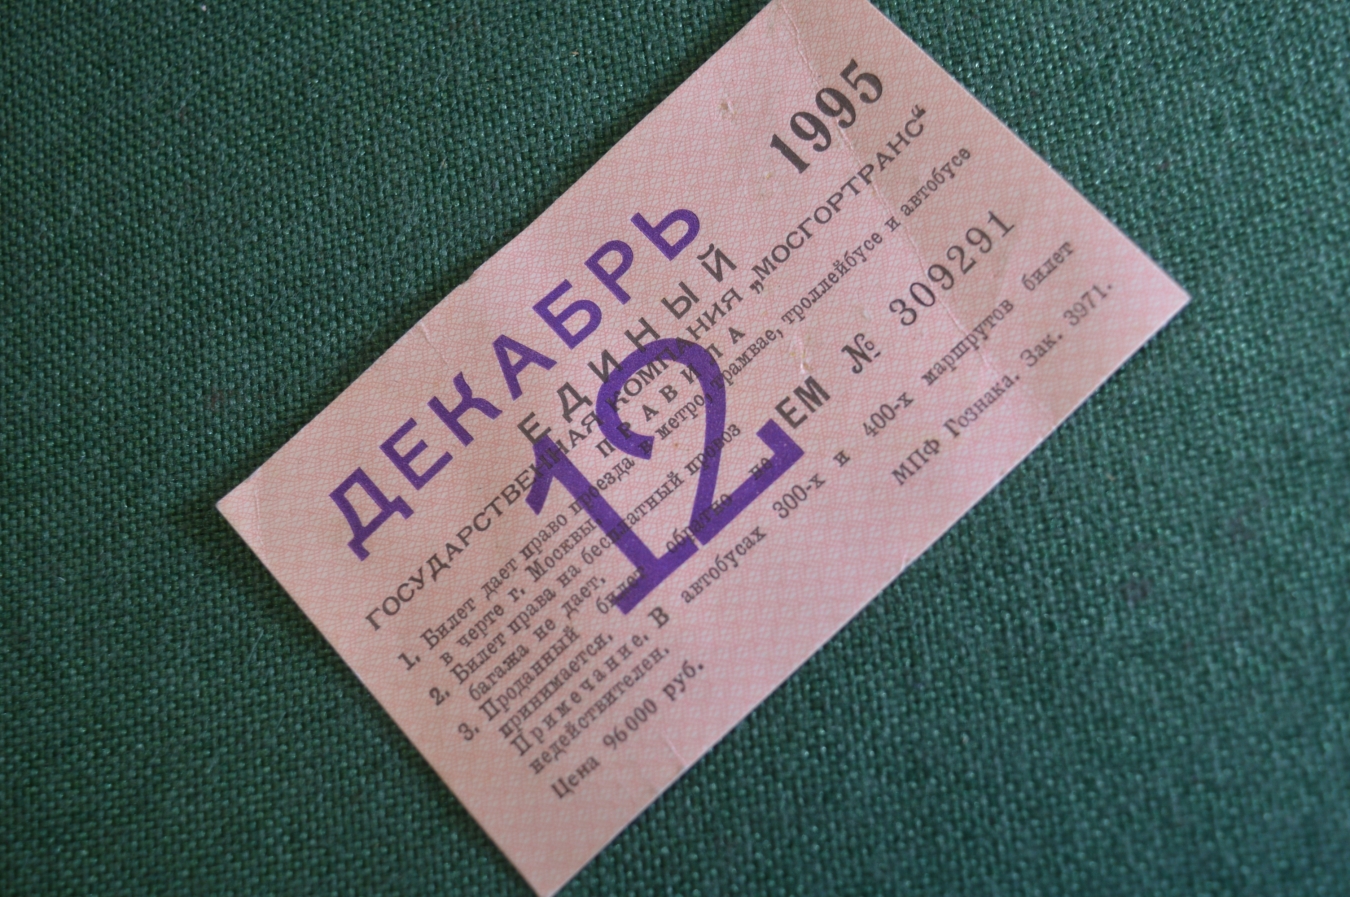 ДЕКАБРЬ 1995
ЕДИНЫЙ
ГОСУДАРСТВЕННАЯ КОМПАНИЯ „МОСГОРТРАНС“
12
ПРАВИЛА
1. Билет дает право проезда в метро, трамвае, троллейбусе и автобусе
в черте г. Москвы.
2. Билет права на бесплатный провоз
багажа не дает.
ЕМ № 309291
3. Проданный билет обратно не
принимается.
Примечание. В автобусах 300-х и 400-х маршрутов билет
недействителен.
Цена 96000 руб.
МПФ Гознака. Зак. 3971.